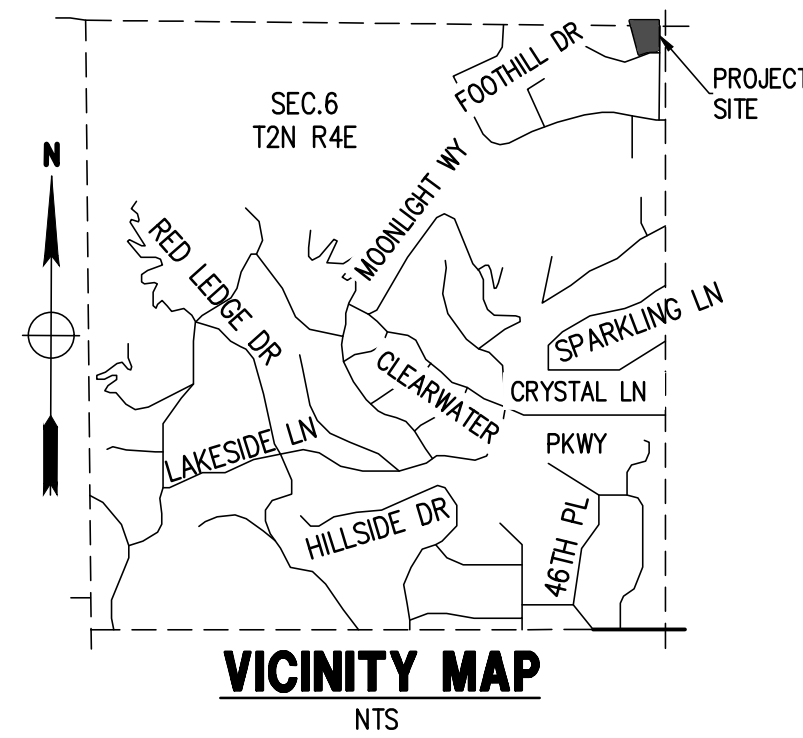 FOOTHILL DR
PROJECT
SITE
SEC.6
T2N R4E
N
MOONLIGHT WY
RED LEDGE DR
SPARKLING LN
CLEARWATER
CRYSTAL LN
PKWY
LAKESIDE LN
HILLSIDE DR
46TH PL
VICINITY MAP
NTS